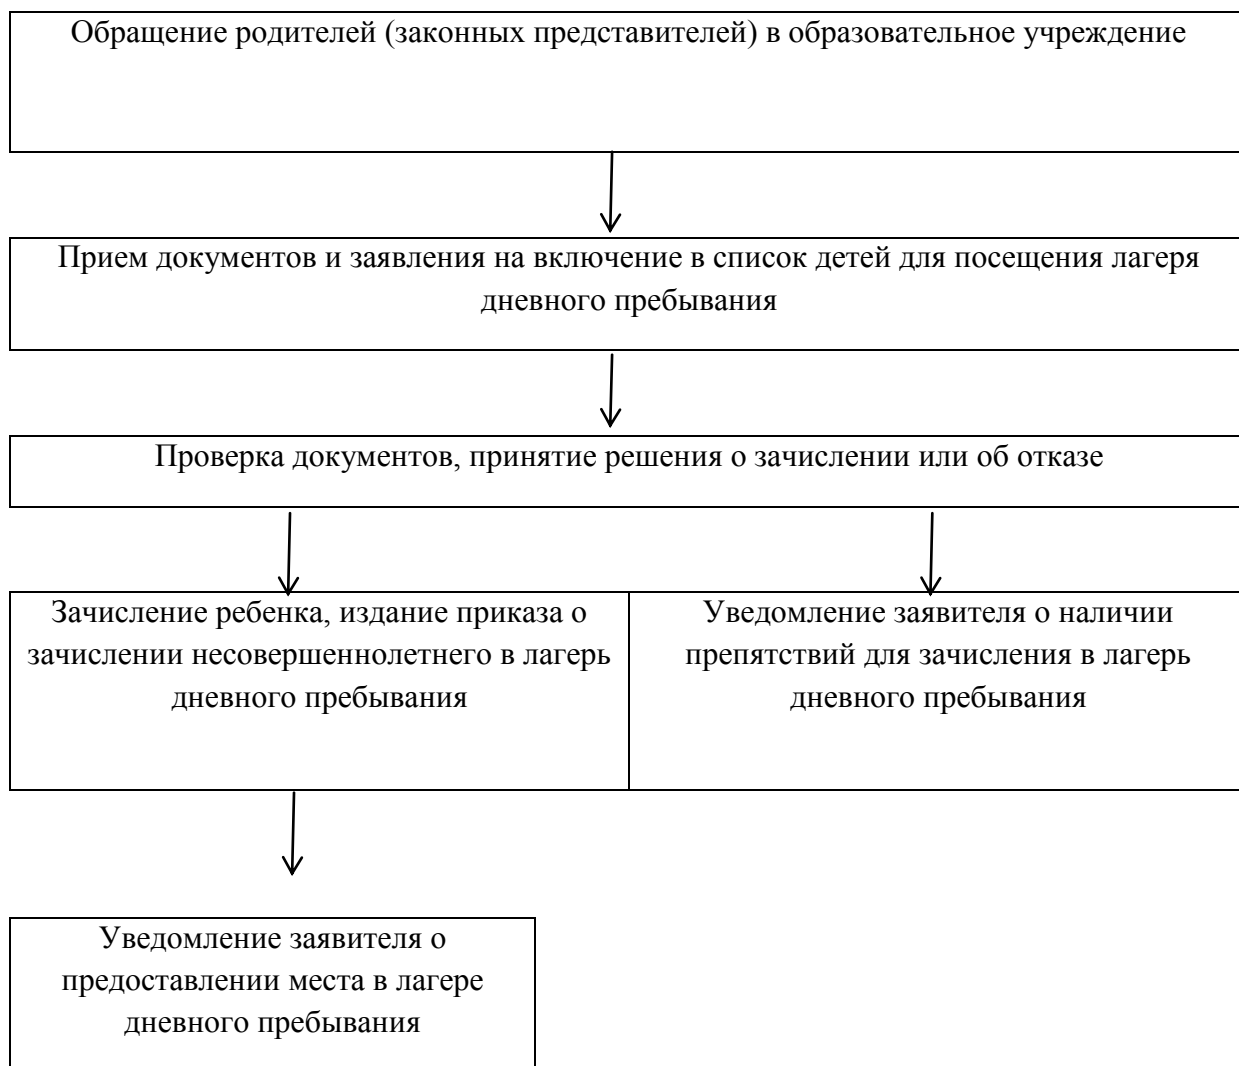 Обращение родителей (законных представителей) в образовательное учреждение
Прием документов и заявления на включение в список детей для посещения лагеря
дневного пребывания
Проверка документов, принятие решения о зачислении или об отказе
Зачисление ребенка, издание приказа о
зачислении несовершеннолетнего в лагерь
дневного пребывания
Уведомление заявителя о наличии
препятствий для зачисления в лагерь
дневного пребывания
Уведомление заявителя о
предоставлении места в лагере
дневного пребывания